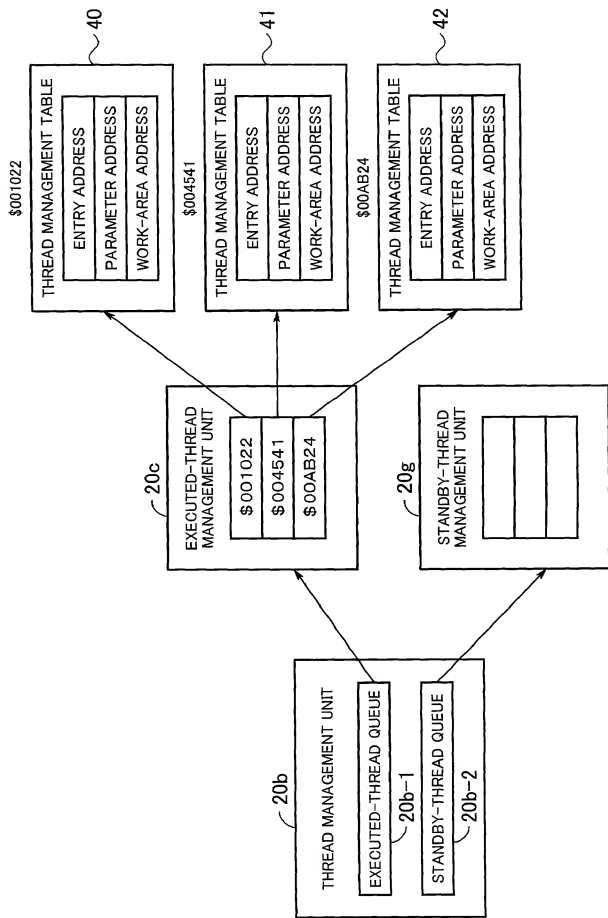 20b
THREAD MANAGEMENT UNIT
EXECUTED-THREAD QUEUE
20b-1
STANDBY-THREAD QUEUE
20b-2
20c
EXECUTED-THREAD
MANAGEMENT UNIT
$001022
$004541
$00AB24
20g
STANDBY-THREAD
MANAGEMENT UNIT
$001022
40
THREAD MANAGEMENT TABLE
ENTRY ADDRESS
PARAMETER ADDRESS
WORK-AREA ADDRESS
$004541
41
THREAD MANAGEMENT TABLE
ENTRY ADDRESS
PARAMETER ADDRESS
WORK-AREA ADDRESS
$00AB24
42
THREAD MANAGEMENT TABLE
ENTRY ADDRESS
PARAMETER ADDRESS
WORK-AREA ADDRESS